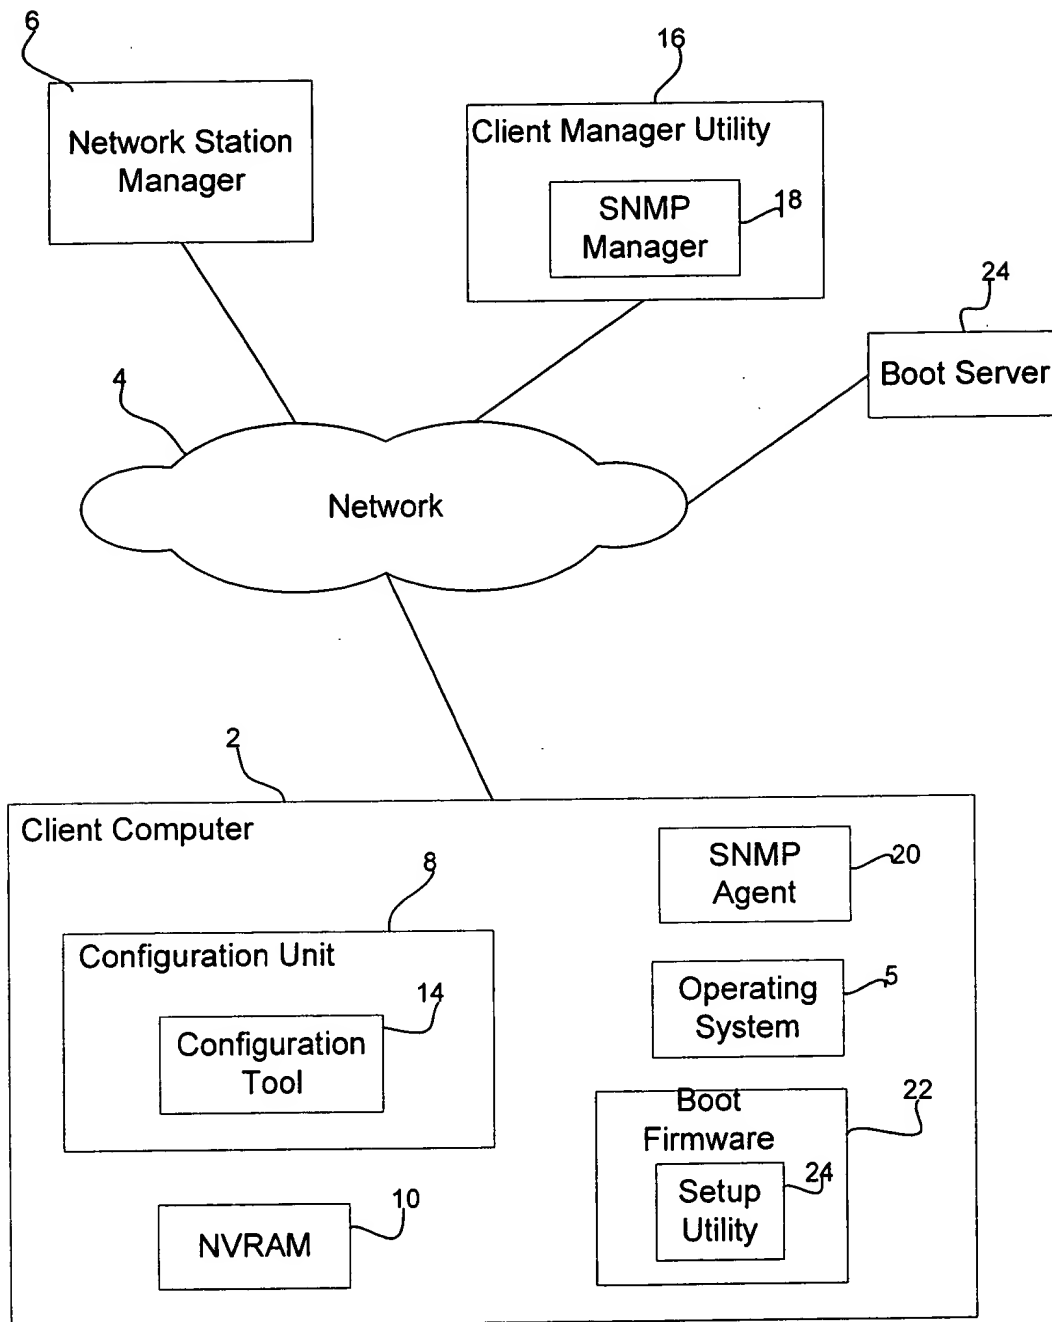 6
Network Station
Manager
16
Client Manager Utility
SNMP
Manager
18
24
Boot Server
4
Network
2
Client Computer
8
Configuration Unit
14
Configuration
Tool
10
NVRAM
SNMP
Agent
20
Operating
System
5
Boot
Firmware
22
Setup
Utility
24